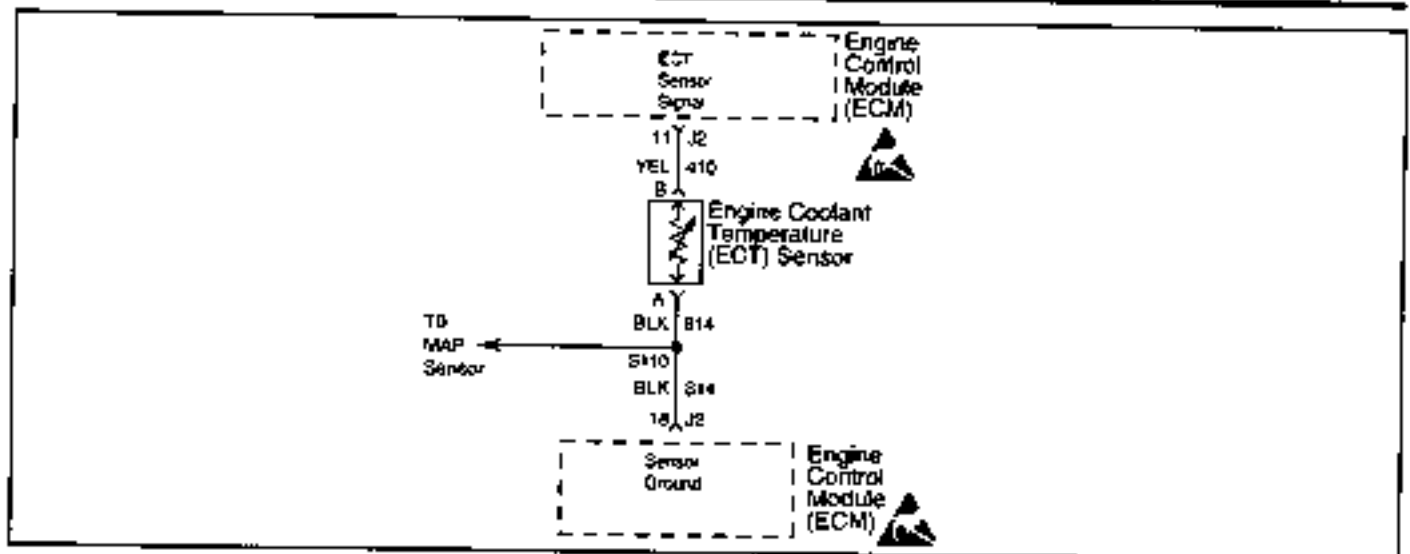 ECT
Sensor
Signal
Engine
Control
Module
(ECM)
11 J2
YEL 410
B
Engine Coolant
Temperature
(ECT) Sensor
A
BLK 814
TO
MAP
Sensor
BLK 814
J2
Sensor
Ground
Engine
Control
Module
(ECM)